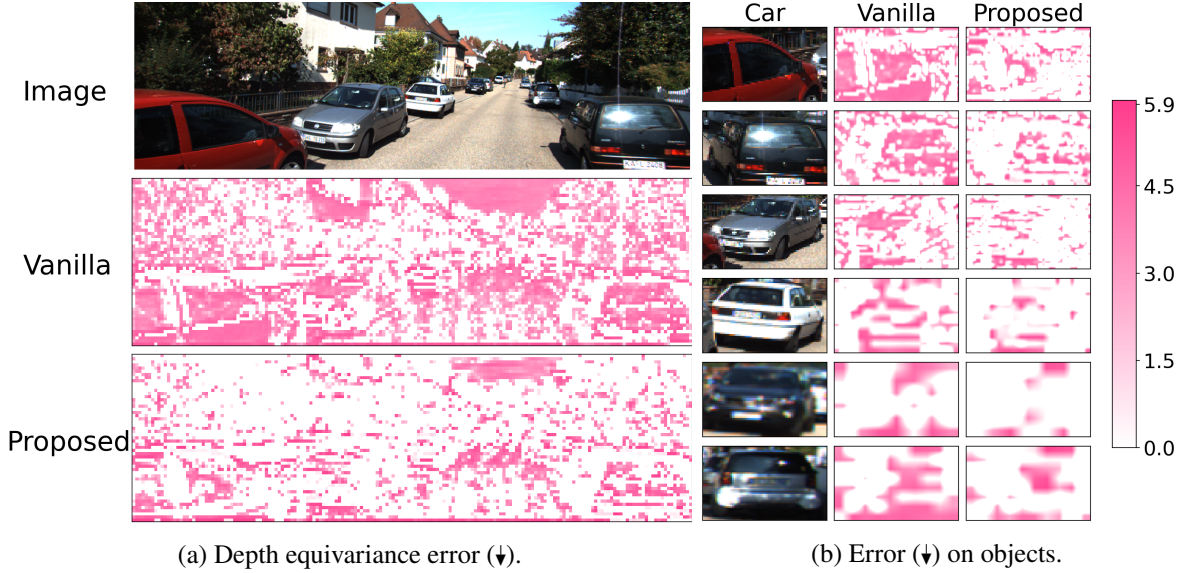 Car Vanilla Proposed
Image
Vanilla
Proposed
5.9
4.5
3.0
1.5
0.0
(a) Depth equivariance error (↓).
(b) Error (↓) on objects.